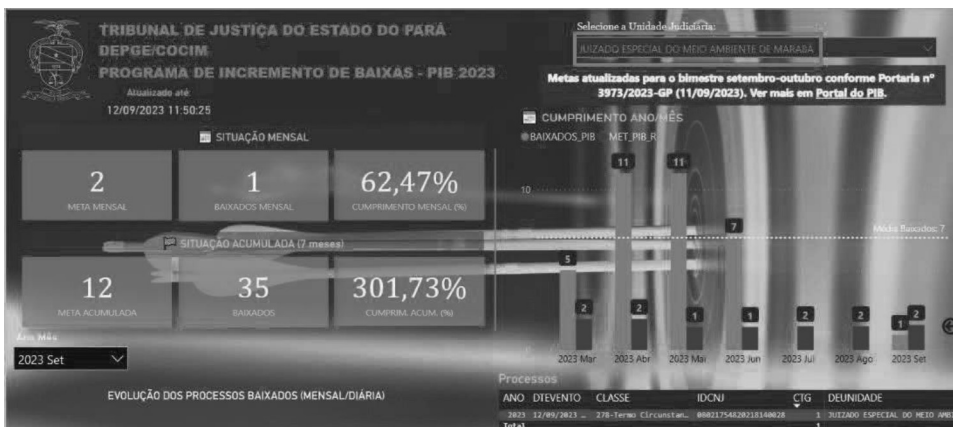 TRIBUNAL DE JUSTIÇA DO ESTADO DO PARÁ
DEPGE/COCIM
PROGRAMA DE INCREMENTO DE BAIXAS - PIB 2023
Atualizado até:
12/09/2023 11:50:25
Selecione a Unidade Judiciária:
JUIZADO ESPECIAL DO MEIO AMBIENTE DE MARABÁ
Metas atualizadas para o bimestre setembro-outubro conforme Portaria nº
3973/2023-GP (11/09/2023). Ver mais em Portal do PIB.
SITUAÇÃO MENSAL
2
META MENSAL
1
BAIXADOS MENSAL
62,47%
CUMPRIMENTO MENSAL (%)
SITUAÇÃO ACUMULADA (7 meses)
12
META ACUMULADA
35
BAIXADOS
301,73%
CUMPRIM. ACUM. (%)
Ano Mês
2023 Set
EVOLUÇÃO DOS PROCESSOS BAIXADOS (MENSAL/DIÁRIA)
CUMPRIMENTO ANO/MÊS
BAIXADOS_PIB MET_PIB_R
10
11 11
7
Média Baixados: 7
5
2 2 1 1 2 2 1 2
2023 Mar 2023 Abr 2023 Mai 2023 Jun 2023 Jul 2023 Ago 2023 Set
Processos
ANO DTEVENTO CLASSE IDCNJ CTG DEUNIDADE
2023 12/09/2023 … 278-Termo Circunstan… 08021754820218140028 1 JUIZADO ESPECIAL DO MEIO AMBI
Total 1